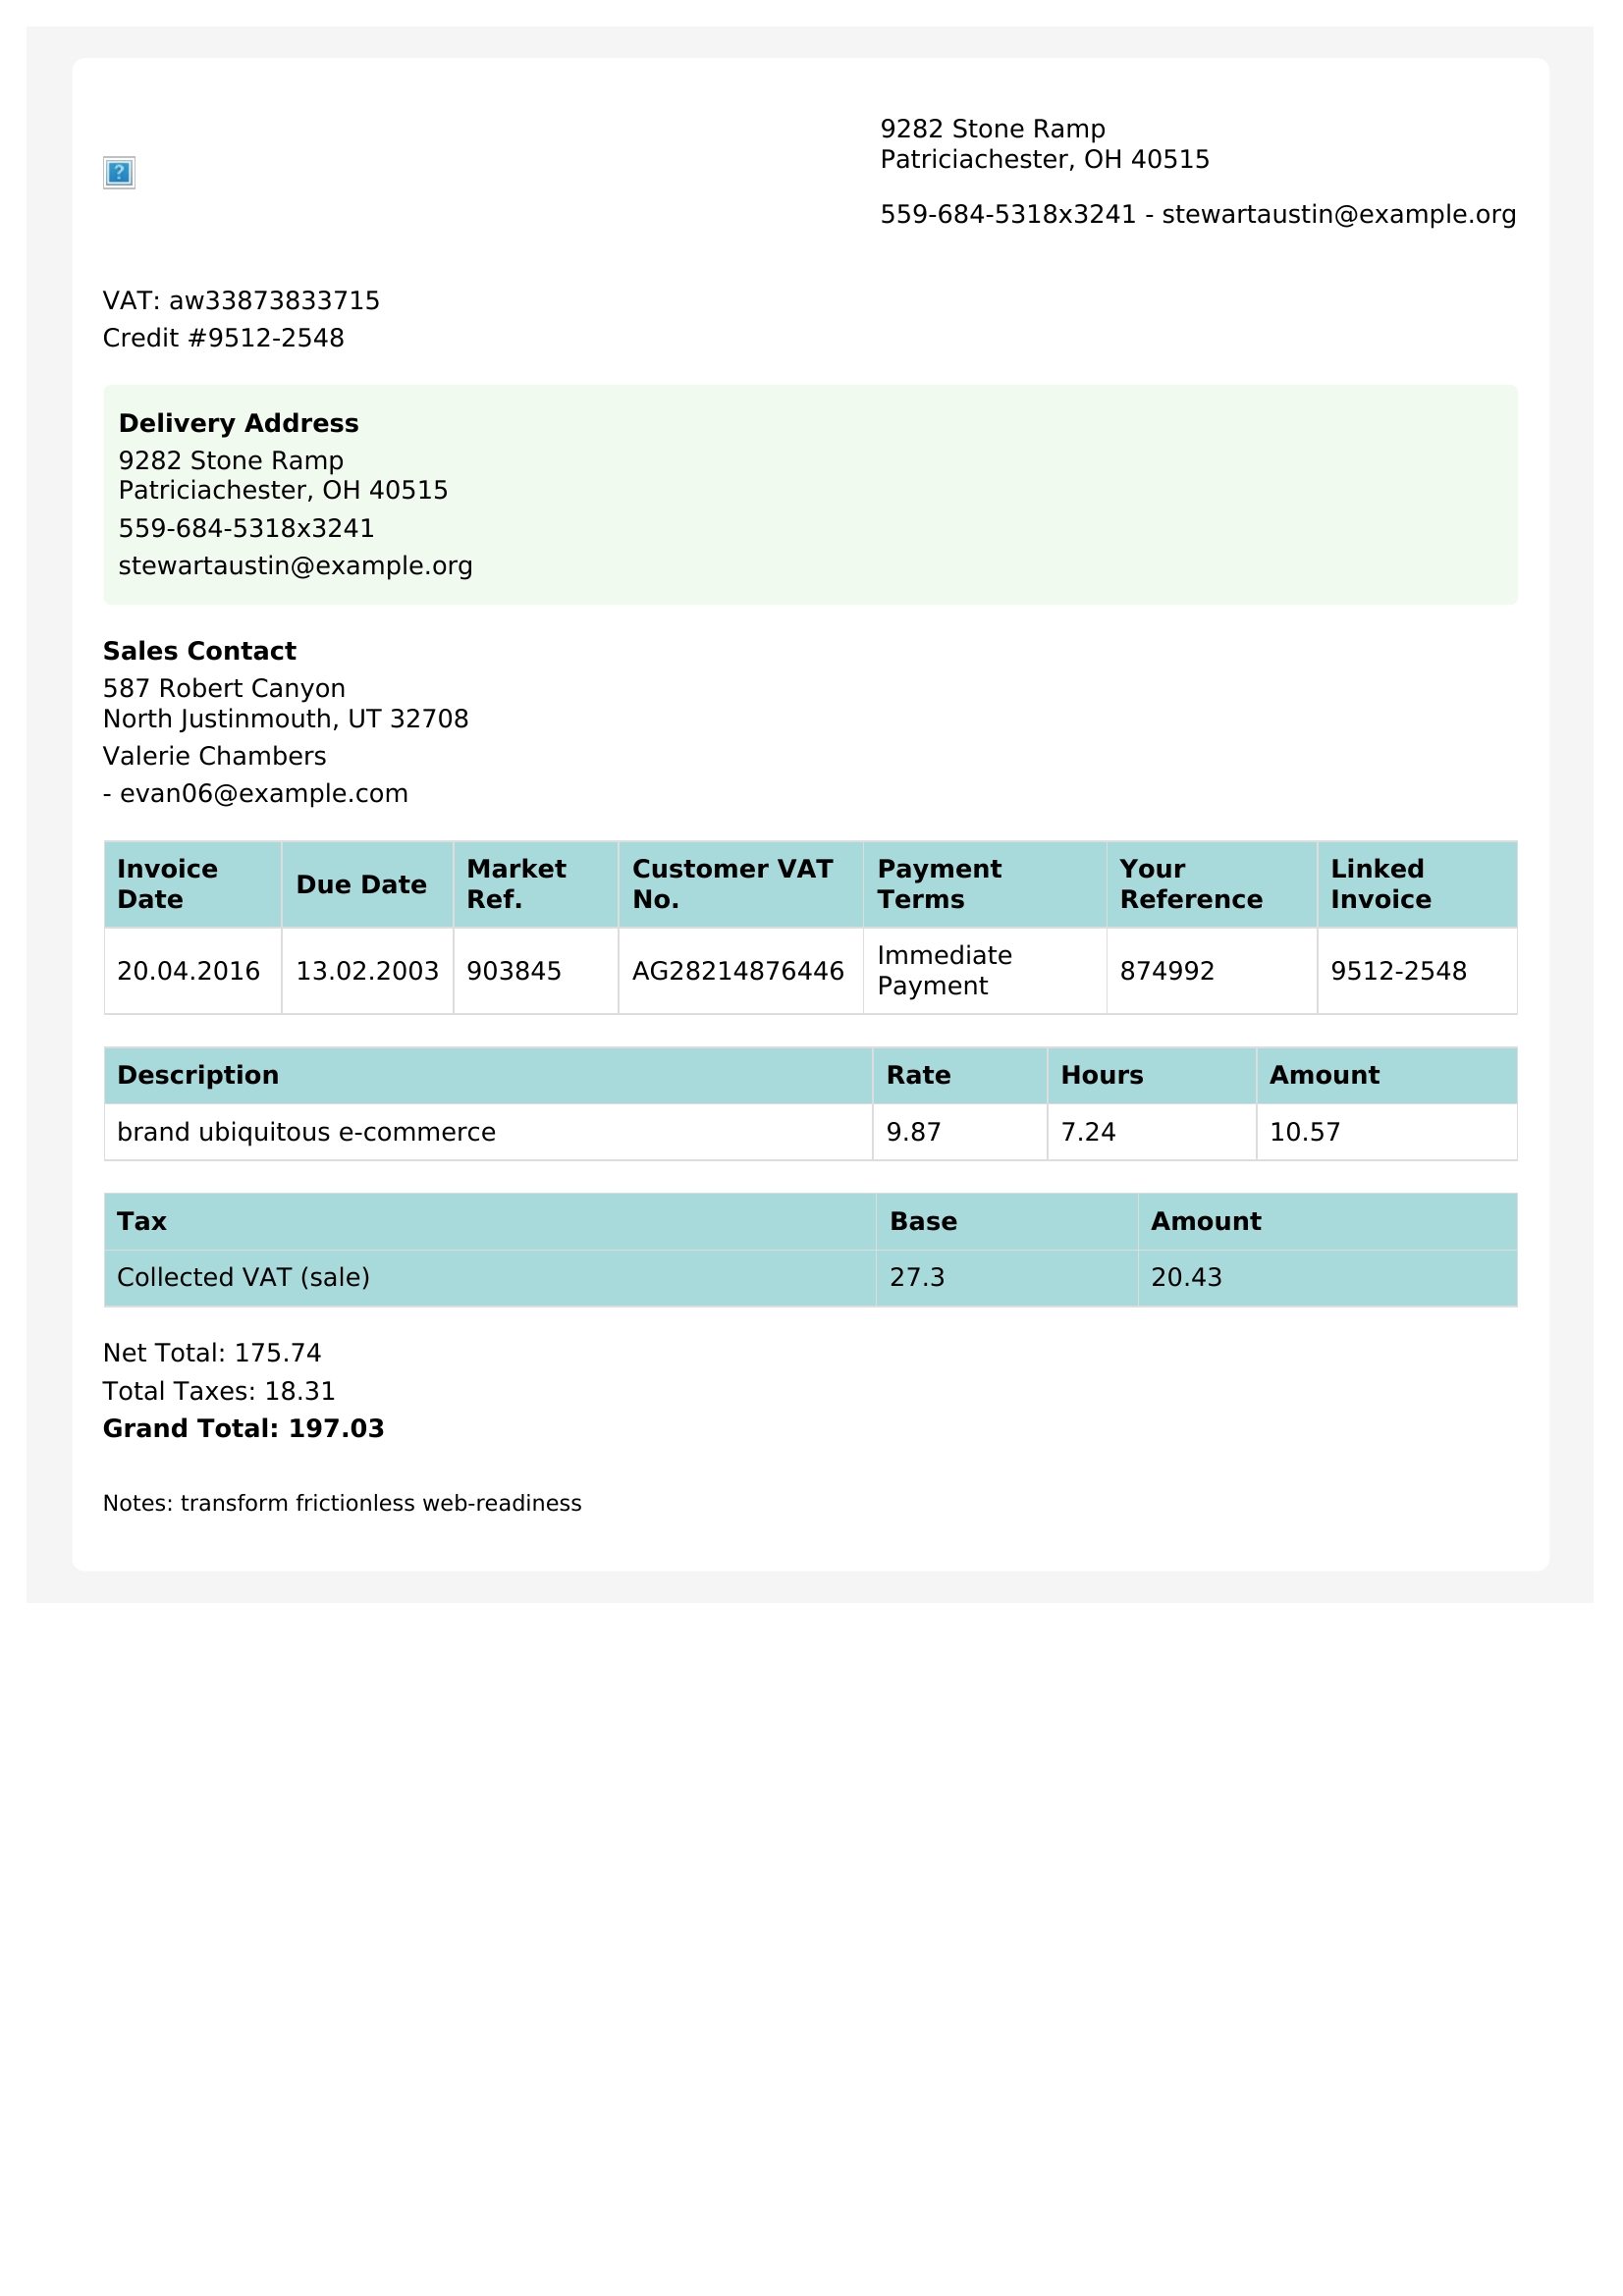 9282 Stone Ramp
Patriciachester, OH 40515
559-684-5318x3241 - stewartaustin@example.org
VAT: aw33873833715
Credit #9512-2548
Delivery Address
9282 Stone Ramp
Patriciachester, OH 40515
559-684-5318x3241
stewartaustin@example.org
Sales Contact
587 Robert Canyon
North Justinmouth, UT 32708
Valerie Chambers
- evan06@example.com
Invoice Date Due Date Market Ref. Customer VAT No. Payment Terms Your Reference Linked Invoice
20.04.2016 13.02.2003 903845 AG28214876446 Immediate Payment 874992 9512-2548
Description Rate Hours Amount
brand ubiquitous e-commerce 9.87 7.24 10.57
Tax Base Amount
Collected VAT (sale) 27.3 20.43
Net Total: 175.74
Total Taxes: 18.31
Grand Total: 197.03
Notes: transform frictionless web-readiness